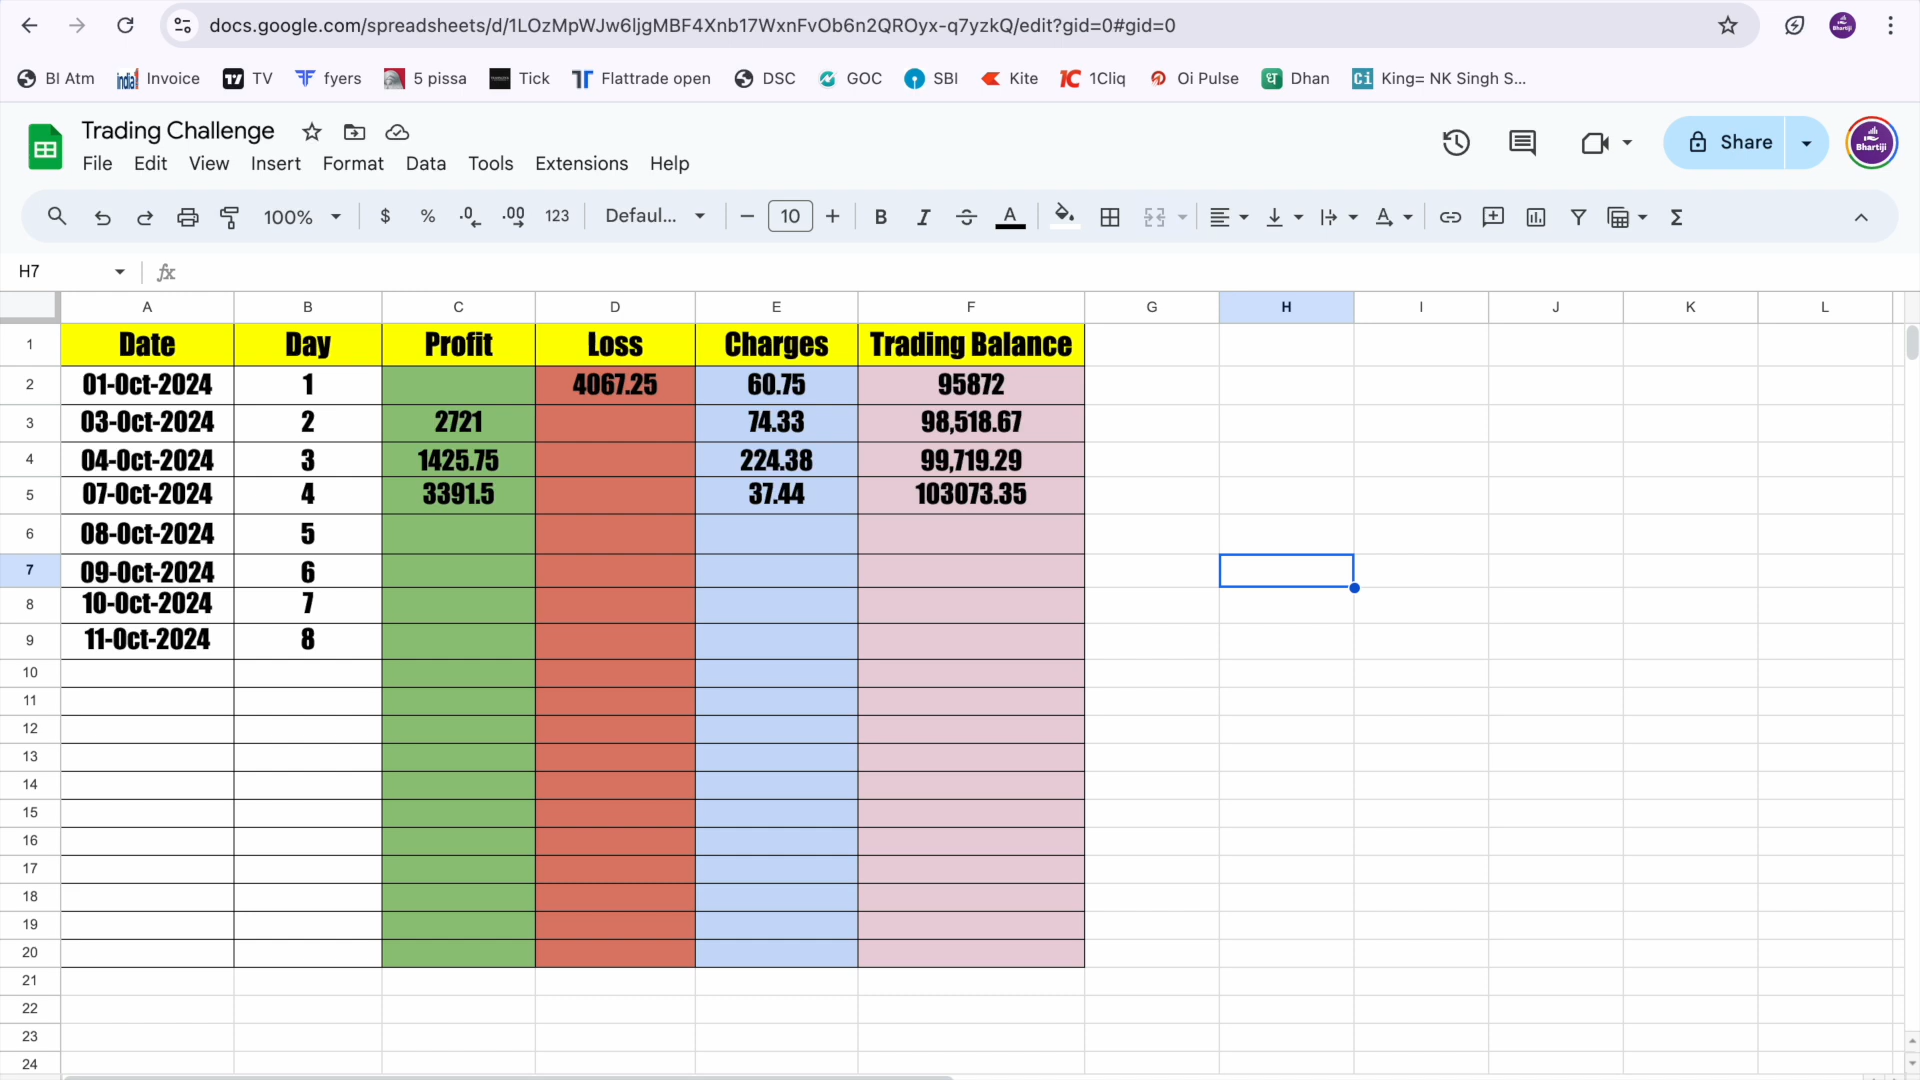 docs.google.com/spreadsheets/d/1LOzMpWJw6ljgMBF4Xnb17WxnFvOb6n2QROyx-q7yzkQ/edit?gid=0#gid=0
BI Atm Invoice TV fyers 5 pissa Tick Flattrade open DSC GOC SBI Kite 1Cliq Oi Pulse Dhan King= NK Singh S...
Trading Challenge
File Edit View Insert Format Data Tools Extensions Help
Share
Bhartiji
100% $ % .0 .00 123 Defaul... 10 B I A Σ
H7 fx
A B C D E F G H I J K L
1 Date Day Profit Loss Charges Trading Balance
2 01-Oct-2024 1 4067.25 60.75 95872
3 03-Oct-2024 2 2721 74.33 98,518.67
4 04-Oct-2024 3 1425.75 224.38 99,719.29
5 07-Oct-2024 4 3391.5 37.44 103073.35
6 08-Oct-2024 5
7 09-Oct-2024 6
8 10-Oct-2024 7
9 11-Oct-2024 8
10
11
12
13
14
15
16
17
18
19
20
21
22
23
24